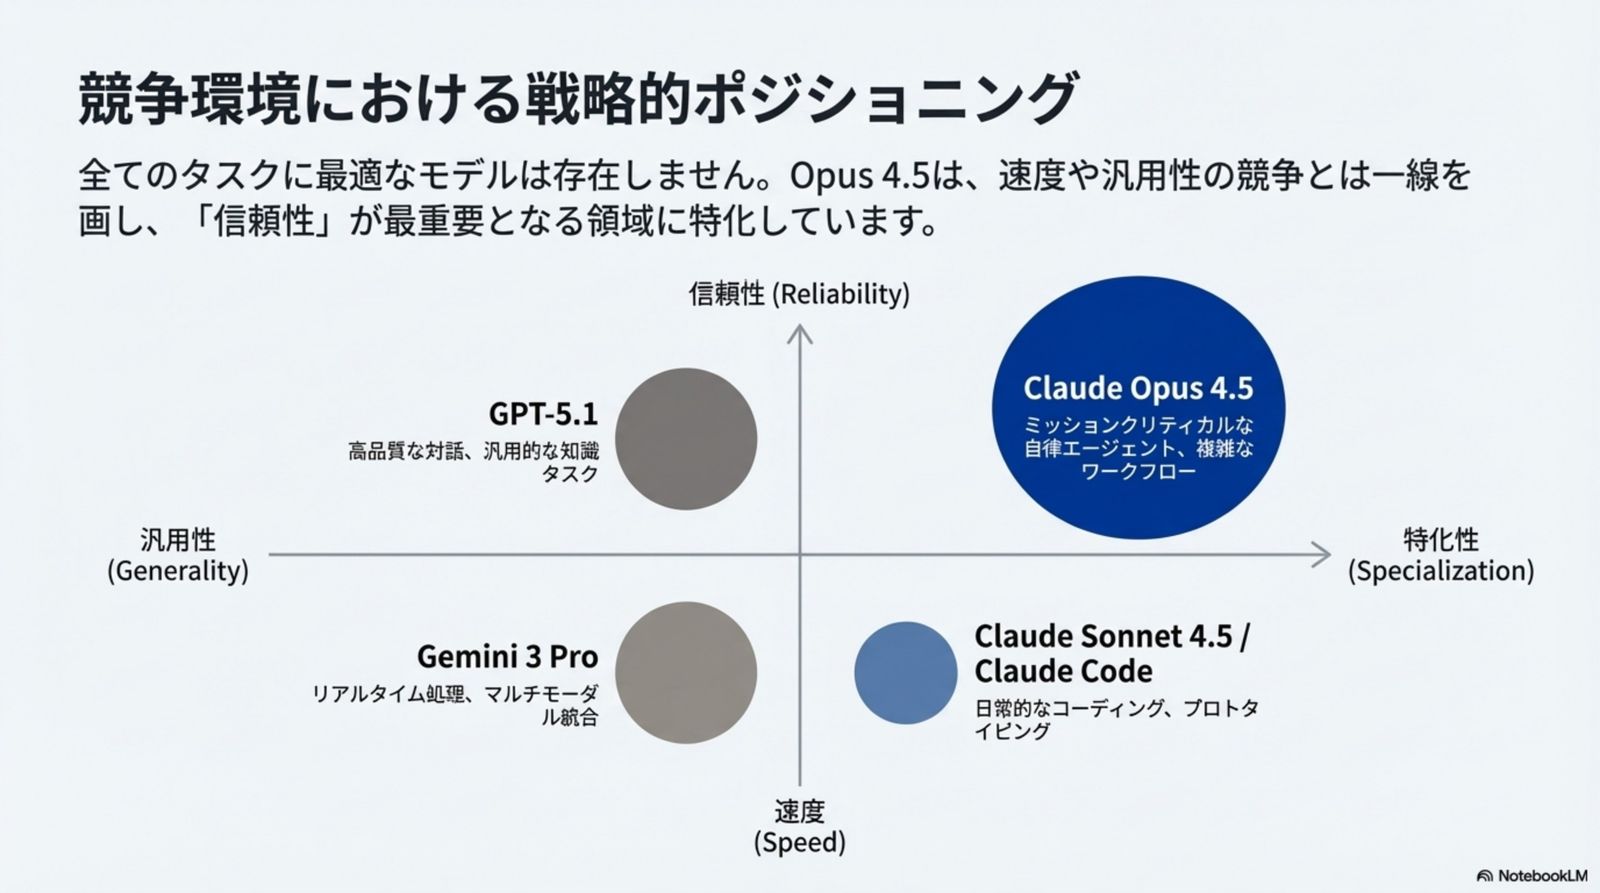 競争環境における戦略的ポジショニング
全てのタスクに最適なモデルは存在しません。Opus 4.5は、速度や汎用性の競争とは一線を
画し、「信頼性」が最重要となる領域に特化しています。
信頼性 (Reliability)
GPT-5.1
高品質な対話、汎用的な知識
タスク
Claude Opus 4.5
ミッションクリティカルな
自律エージェント、複雑な
ワークフロー
汎用性
(Generality)
特化性
(Specialization)
Gemini 3 Pro
リアルタイム処理、マルチモーダ
ル統合
Claude Sonnet 4.5 /
Claude Code
日常的なコーディング、プロトタ
イピング
速度
(Speed)
NotebookLM